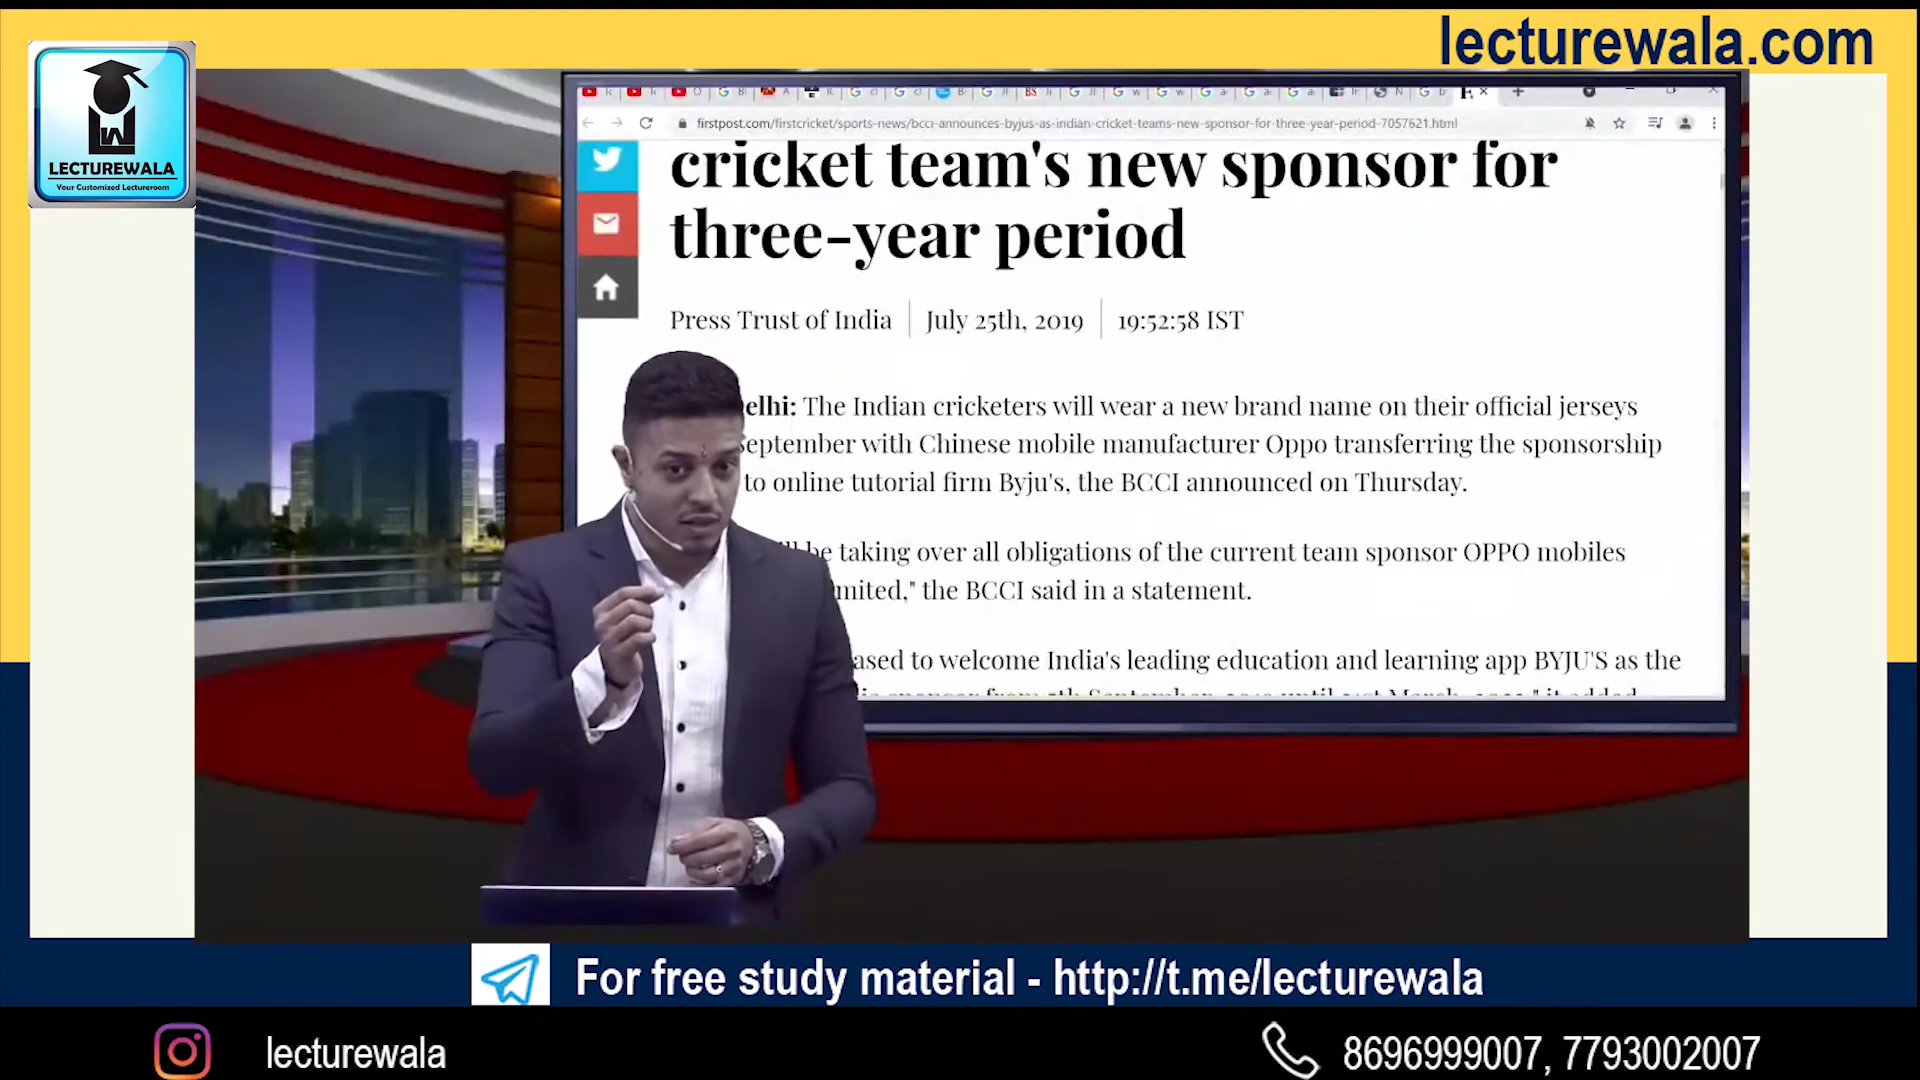 lecturewala.com
LW
LECTUREWALA
Your Customized Lectureroom
firstpost.com/firstcricket/sports-news/bcci-announces-byjus-as-indian-cricket-teams-new-sponsor-for-three-year-period-7057621.html
cricket team's new sponsor for
three-year period
Press Trust of India | July 25th, 2019 | 19:52:58 IST
elhi: The Indian cricketers will wear a new brand name on their official jerseys
September with Chinese mobile manufacturer Oppo transferring the sponsorship
to online tutorial firm Byju's, the BCCI announced on Thursday.
be taking over all obligations of the current team sponsor OPPO mobiles
mited," the BCCI said in a statement.
ased to welcome India's leading education and learning app BYJU'S as the
For free study material - http://t.me/lecturewala
lecturewala
8696999007, 7793002007